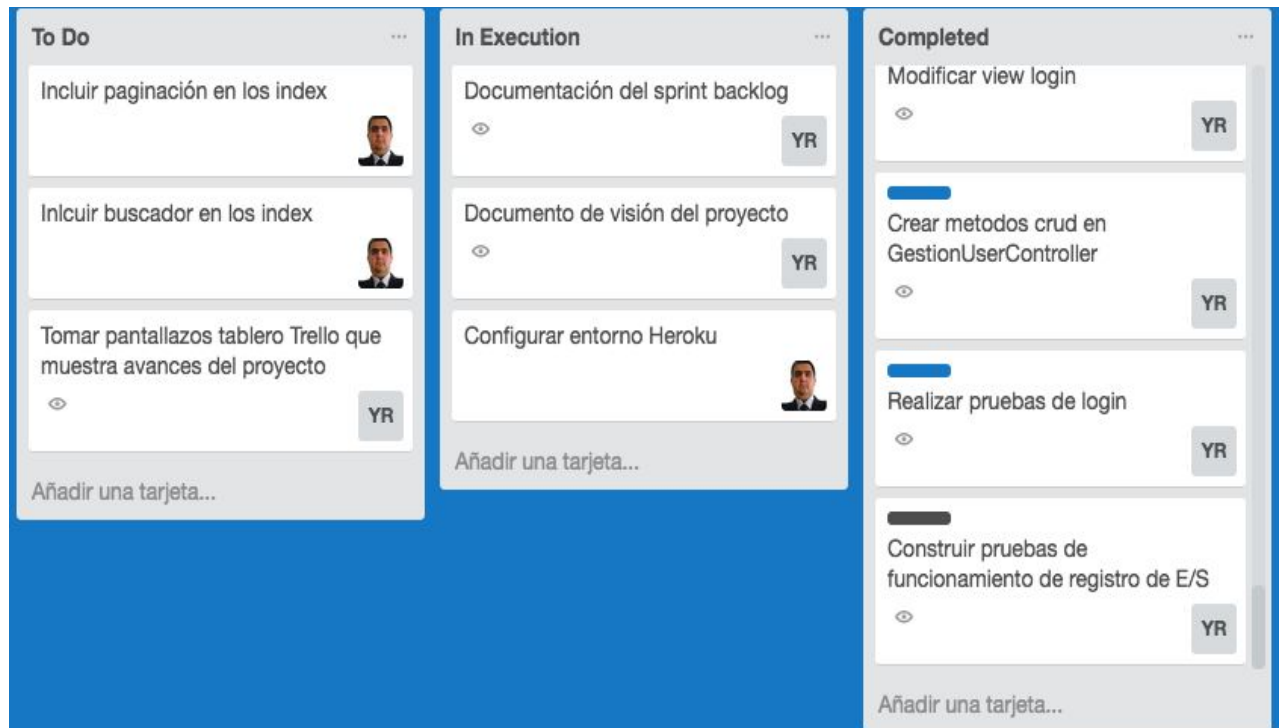 To Do
Incluir paginación en los index
Inlcuir buscador en los index
Tomar pantallazos tablero Trello que
muestra avances del proyecto
YR
Añadir una tarjeta...
In Execution
Documentación del sprint backlog
YR
Documento de visión del proyecto
YR
Configurar entorno Heroku
Añadir una tarjeta...
Completed
Modificar view login
YR
Crear metodos crud en
GestionUserController
YR
Realizar pruebas de login
YR
Construir pruebas de
funcionamiento de registro de E/S
YR
Añadir una tarjeta...